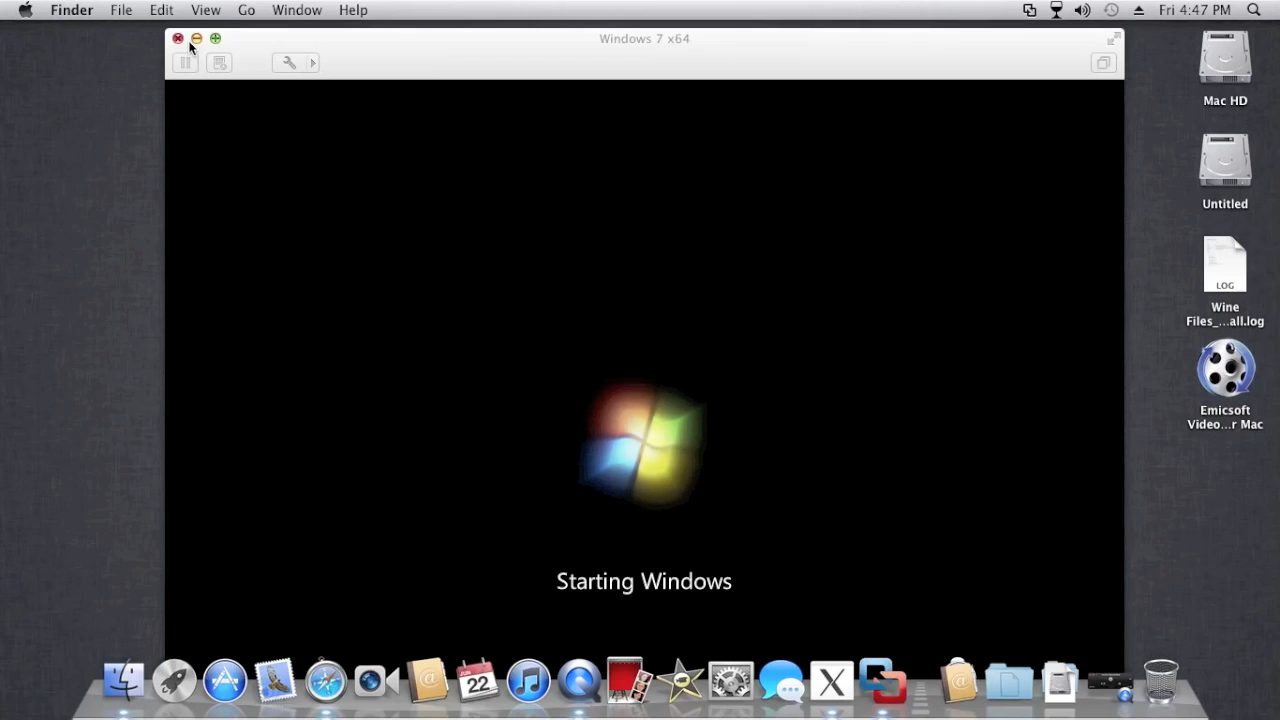 Finder File Edit View Go Window Help Fri 4:47 PM
Windows 7 x64
Mac HD
Untitled
LOG
Wine
Files_...all.log
Emicsoft
Video...r Mac
Starting Windows
JUN
22